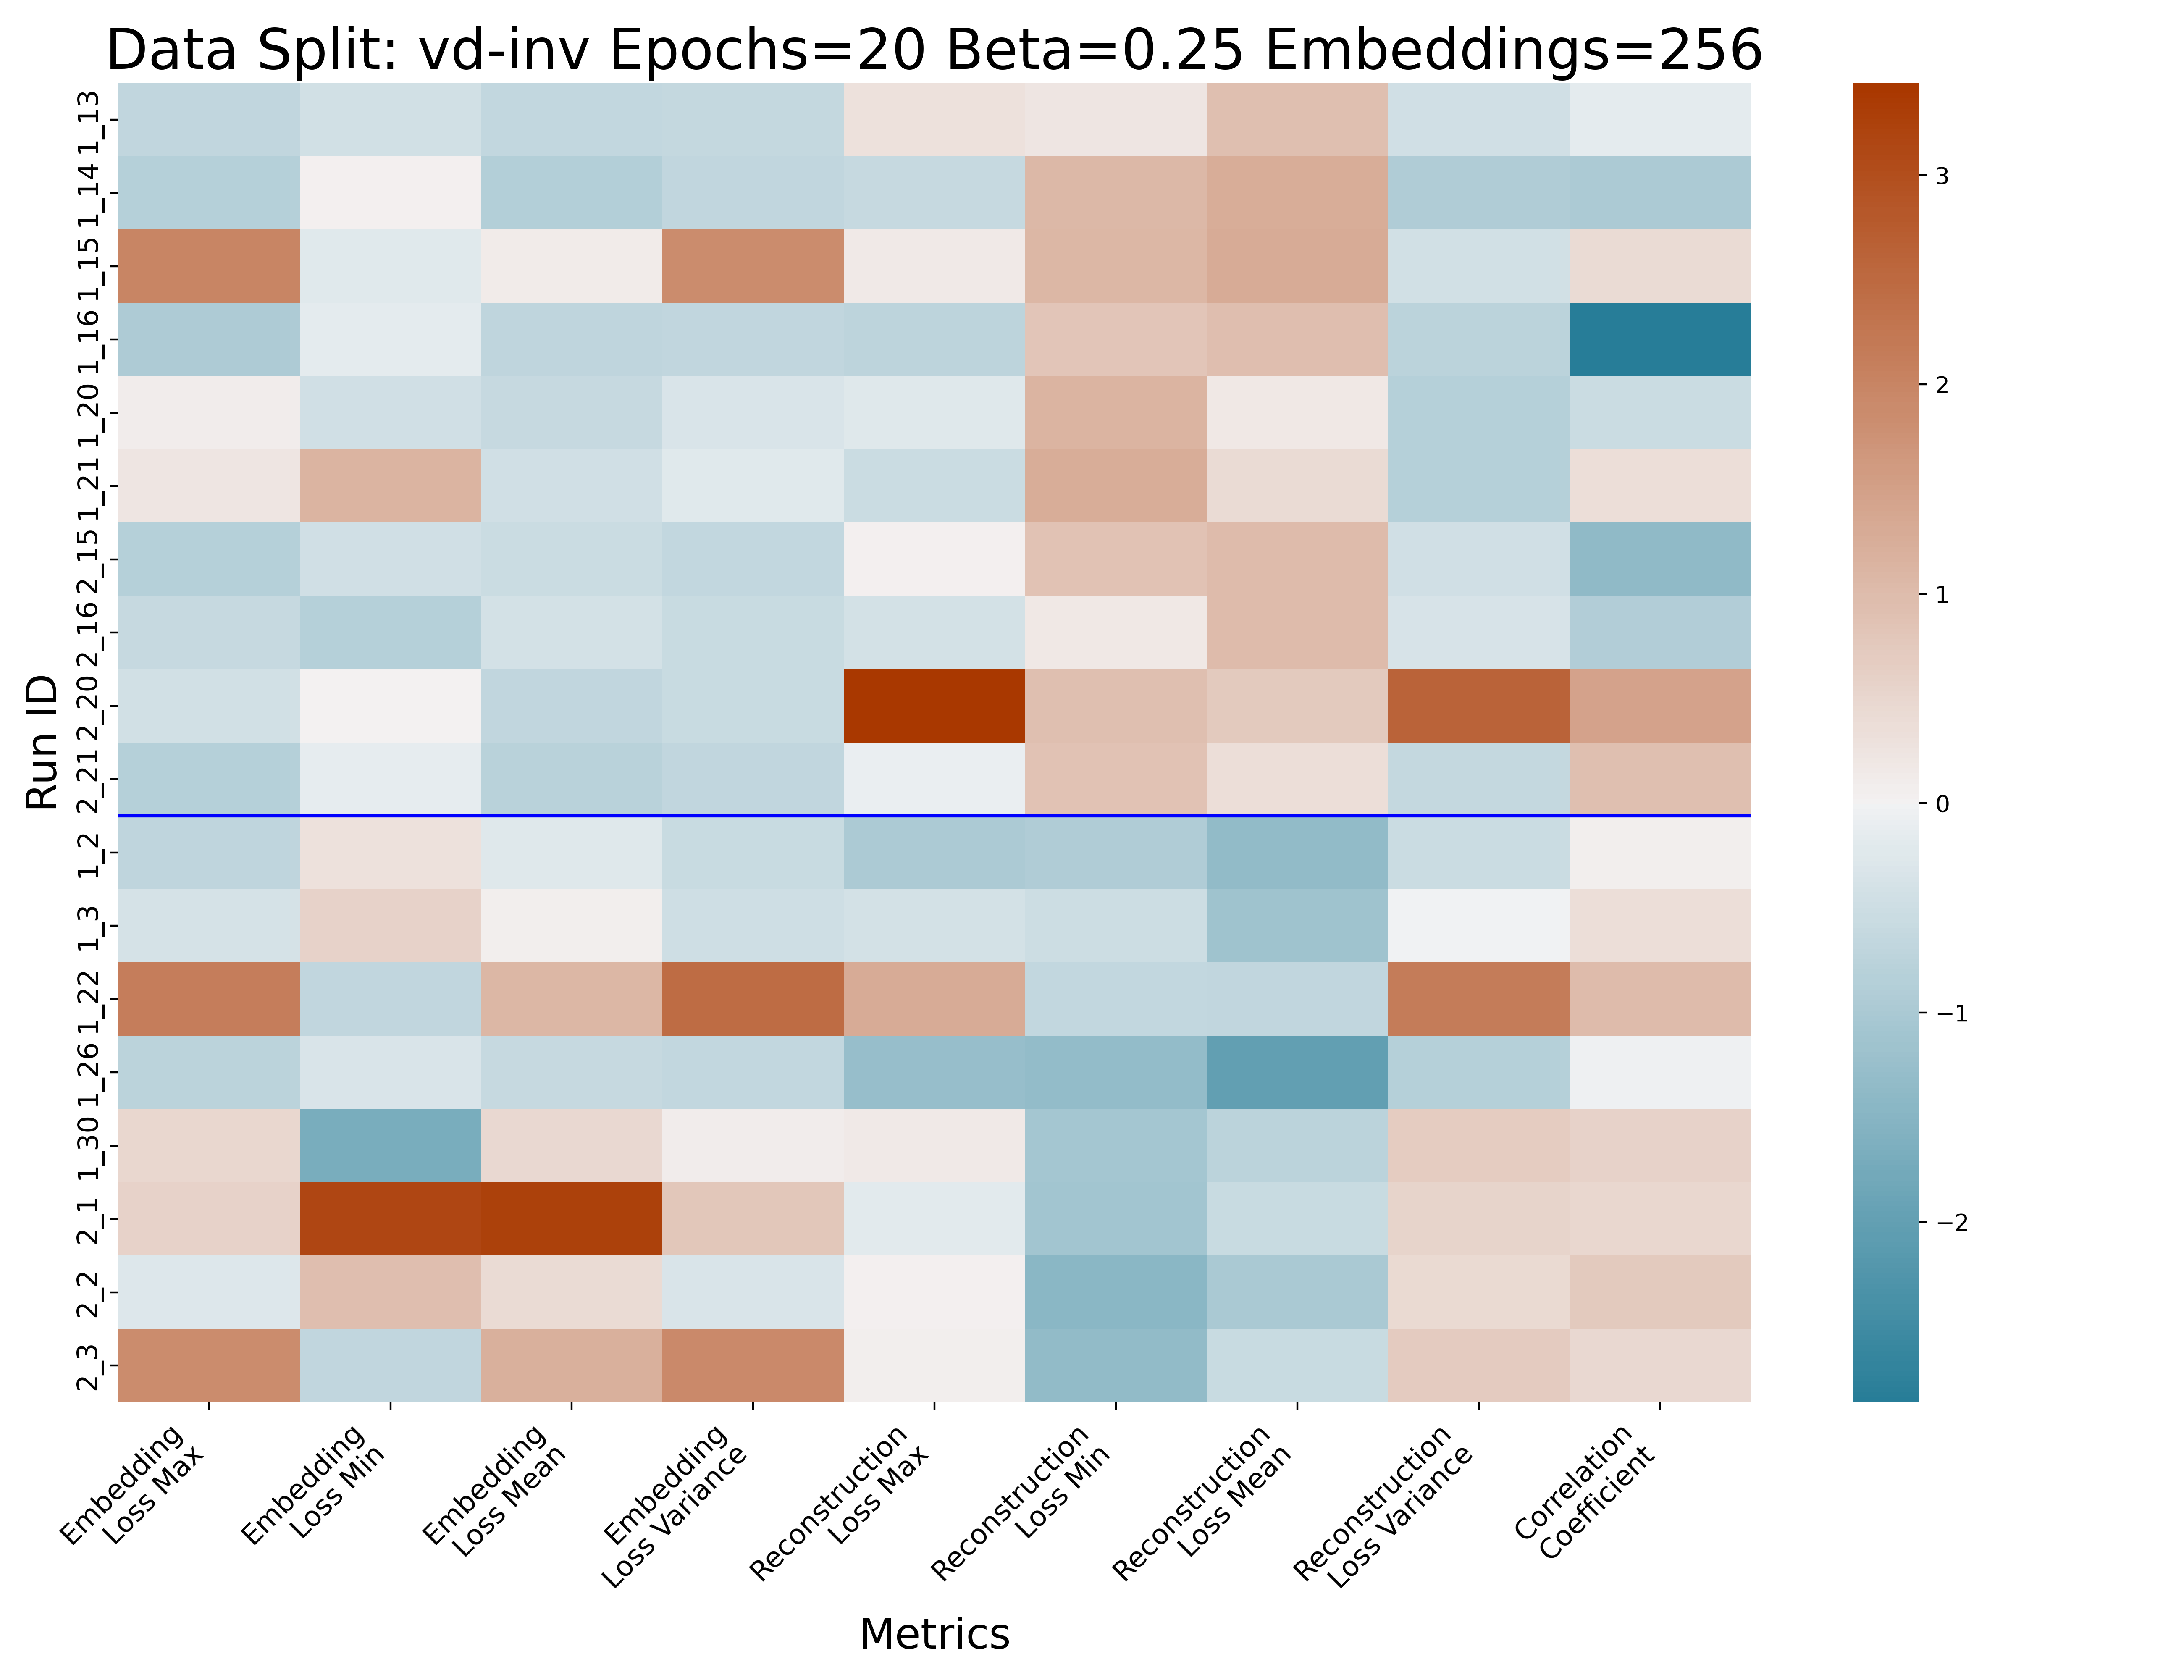 Data Split: vd-inv Epochs=20 Beta=0.25 Embeddings=256
Run ID
1_13
1_14
1_15
1_16
1_20
1_21
2_15
2_16
2_20
2_21
1_2
1_3
1_22
1_26
1_30
2_1
2_2
2_3
Embedding
Loss Max
Embedding
Loss Min
Embedding
Loss Mean
Embedding
Loss Variance
Reconstruction
Loss Max
Reconstruction
Loss Min
Reconstruction
Loss Mean
Reconstruction
Loss Variance
Correlation
Coefficient
Metrics
3
2
1
0
−1
−2